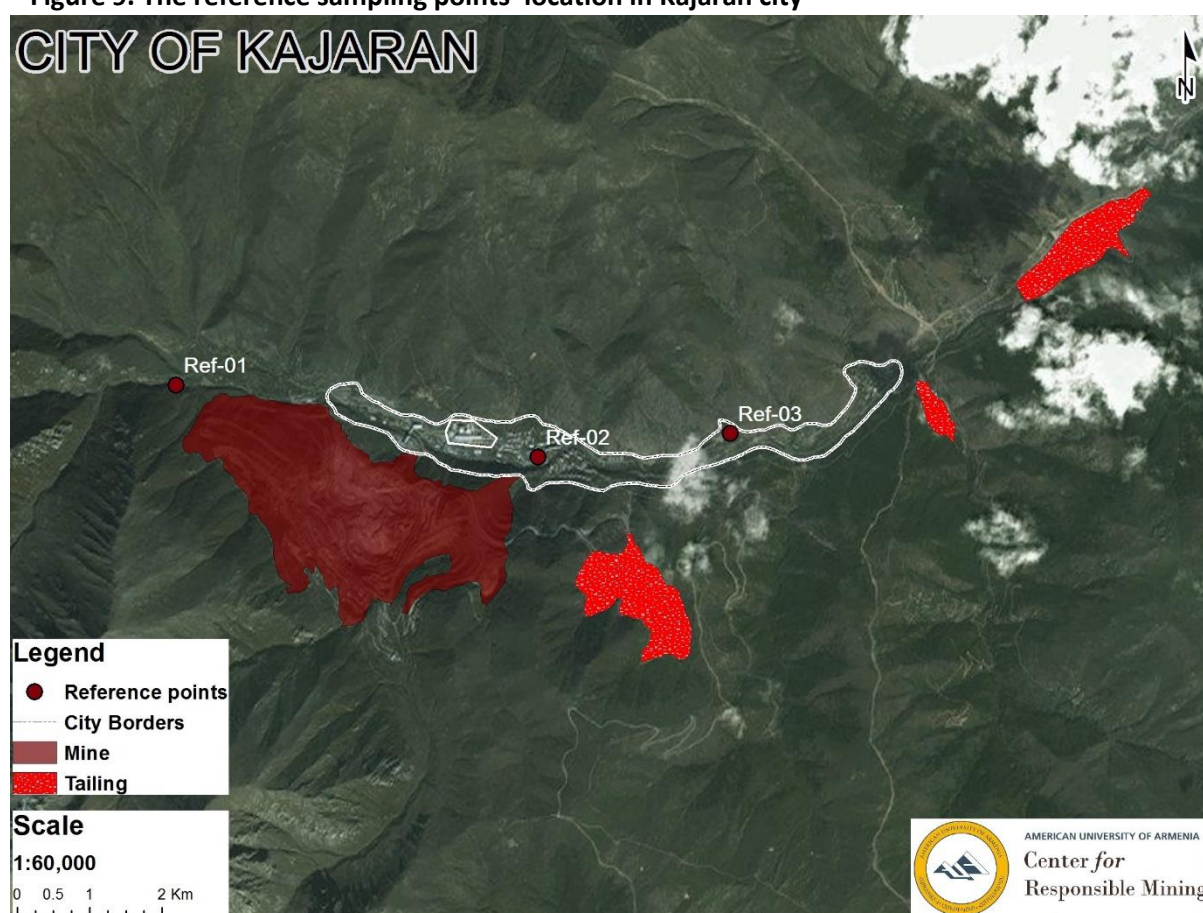 Figure 9. The reference sampling points' location in Kajaran city
CITY OF KAJARAN
N
Ref-01
Ref-02
Ref-03
Legend
Reference points
City Borders
Mine
Tailing
Scale
1:60,000
0 0.5 1 2 Km
AMERICAN UNIVERSITY OF ARMENIA
Center for
Responsible Mining